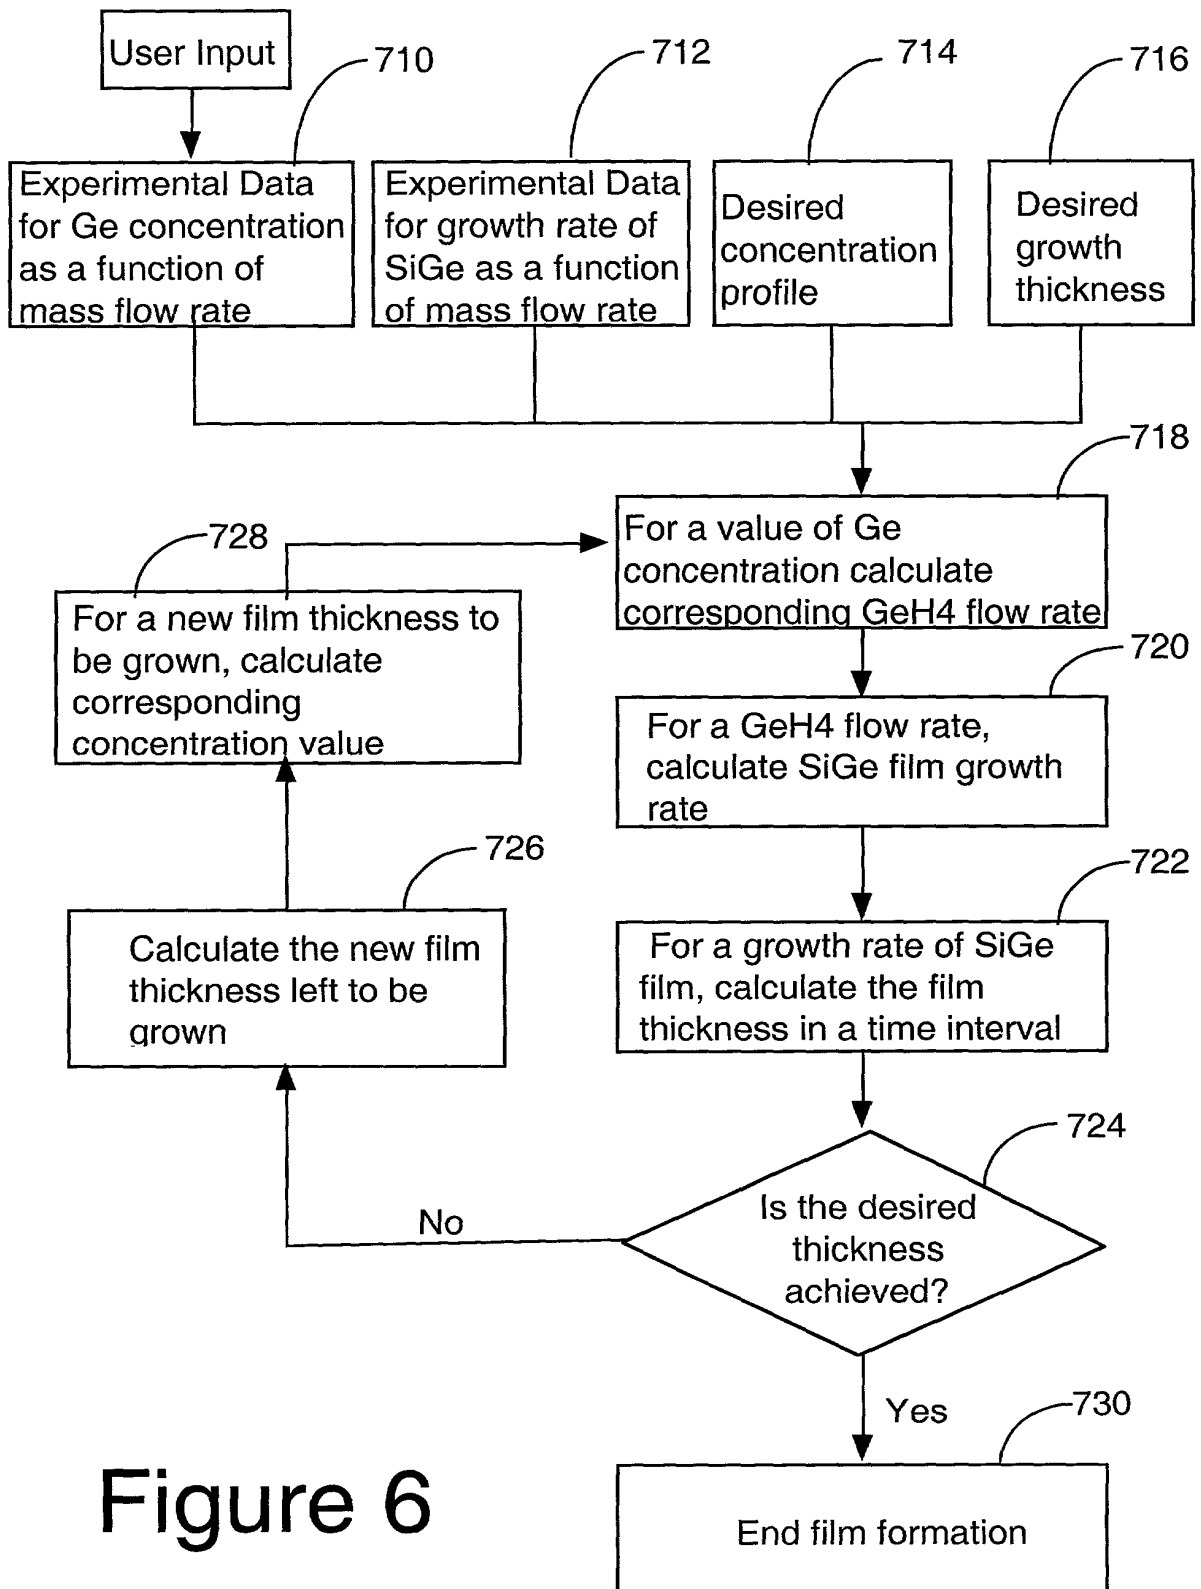 User Input
710
712
714
716
Experimental Data
for Ge concentration
as a function of
mass flow rate
Experimental Data
for growth rate of
SiGe as a function
of mass flow rate
Desired
concentration
profile
Desired
growth
thickness
718
For a value of Ge
concentration calculate
corresponding GeH4 flow rate
728
For a new film thickness to
be grown, calculate
corresponding
concentration value
720
For a GeH4 flow rate,
calculate SiGe film growth
rate
726
Calculate the new film
thickness left to be
grown
722
For a growth rate of SiGe
film, calculate the film
thickness in a time interval
724
Is the desired
thickness
achieved?
No
Yes
730
End film formation
Figure 6